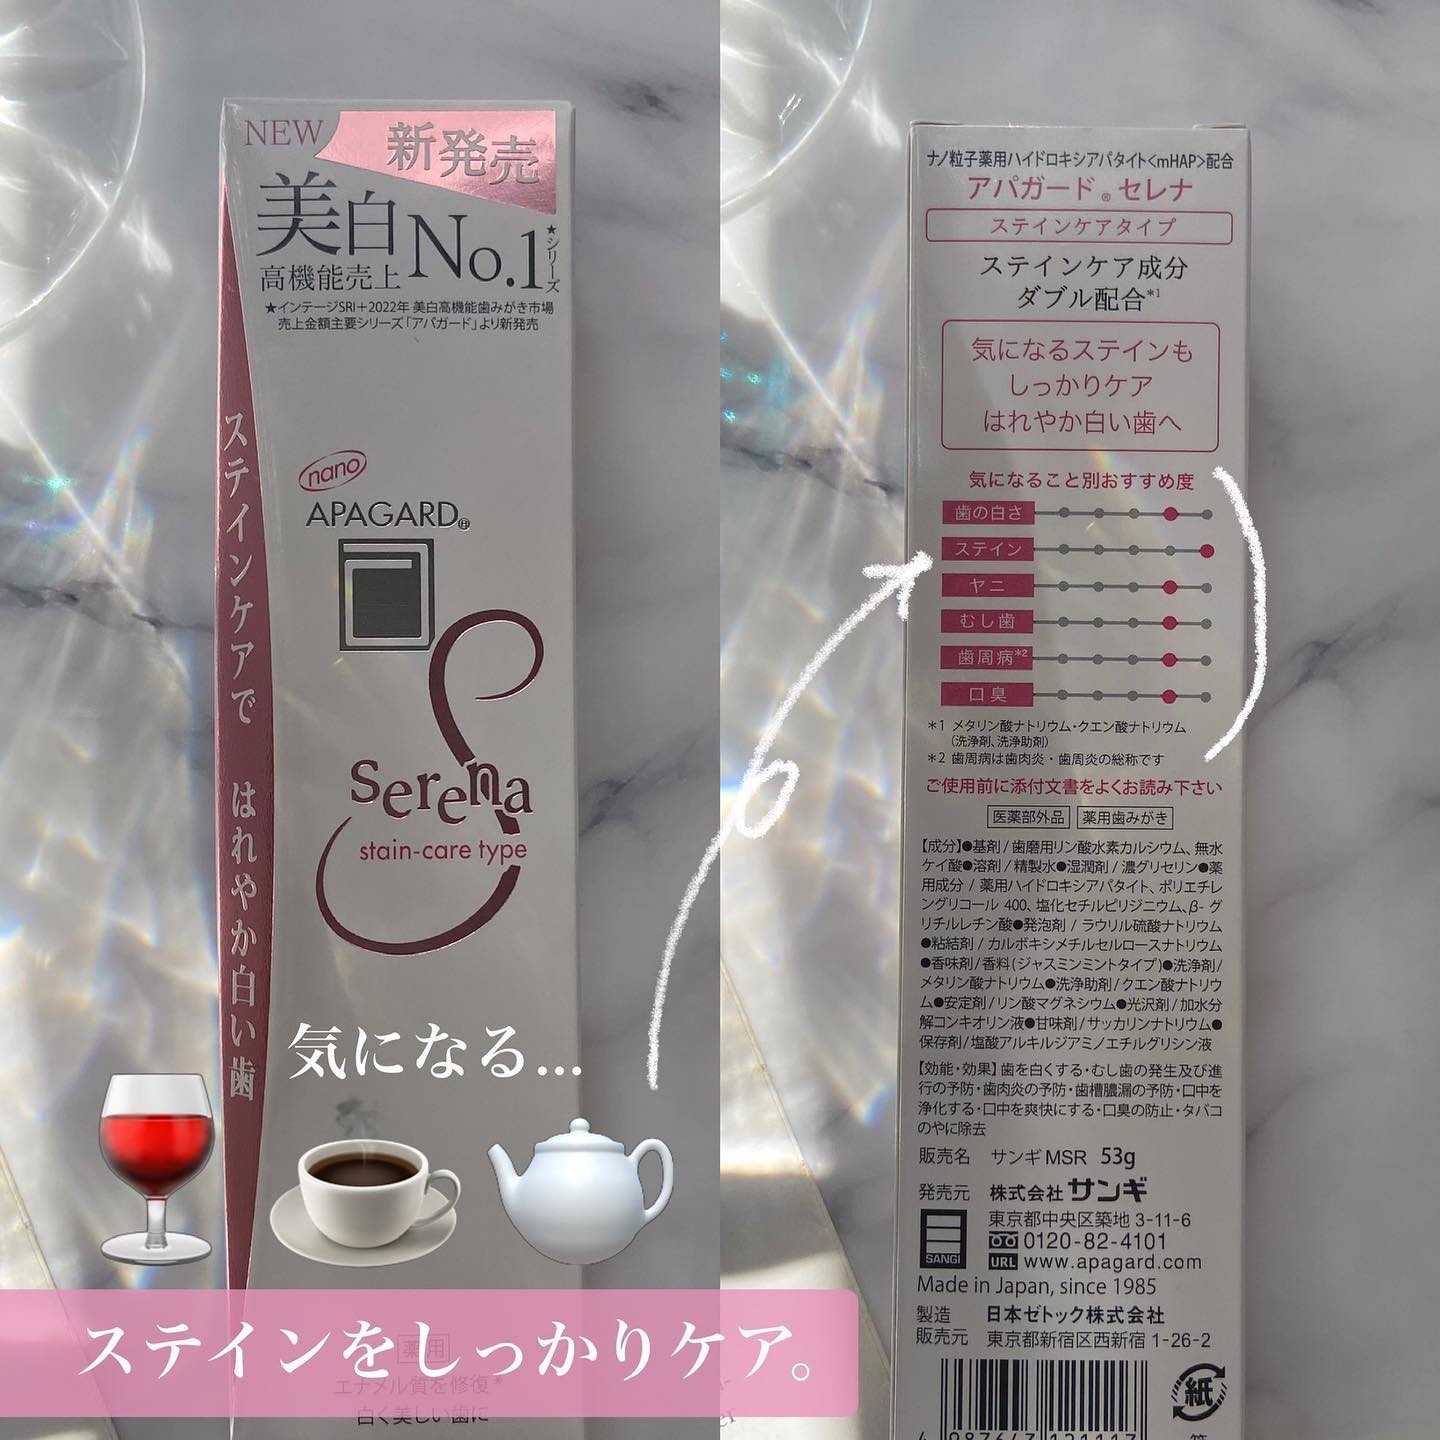 NEW
新発売
美白
高機能売上 No.1
★シリーズ
★インテージSRI+2022年 美白高機能歯みがき市場
売上金額主要シリーズ「アパガード」より新発売
ステインケアで はれやか白い歯
nano
APAGARD®
Serena
stain-care type
気になる...
ステインをしっかりケア。
薬用
エナメル質を修復*
白く美しい歯に
ナノ粒子薬用ハイドロキシアパタイト<mHAP>配合
アパガード®セレナ
ステインケアタイプ
ステインケア成分
ダブル配合*1
気になるステインも
しっかりケア
はれやか白い歯へ
気になること別おすすめ度
歯の白さ
ステイン
ヤニ
むし歯
歯周病*2
口臭
*1 メタリン酸ナトリウム・クエン酸ナトリウム
(洗浄剤、洗浄助剤)
*2 歯周病は歯肉炎・歯周炎の総称です
ご使用前に添付文書をよくお読み下さい
医薬部外品 薬用歯みがき
【成分】●基剤/歯磨用リン酸水素カルシウム、無水
ケイ酸●溶剤/精製水●湿潤剤/濃グリセリン●薬
用成分/薬用ハイドロキシアパタイト、ポリエチレ
ングリコール 400、塩化セチルピリジニウム、β-グ
リチルレチン酸●発泡剤/ラウリル硫酸ナトリウム
●粘結剤/カルボキシメチルセルロースナトリウム
●香味剤/香料(ジャスミンミントタイプ)●洗浄剤/
メタリン酸ナトリウム●洗浄助剤/クエン酸ナトリウ
ム●安定剤/リン酸マグネシウム●光沢剤/加水分
解コンキオリン液●甘味剤/サッカリンナトリウム●
保存剤/塩酸アルキルジアミノエチルグリシン液
【効能・効果】歯を白くする・むし歯の発生及び進
行の予防・歯肉炎の予防・歯槽膿漏の予防・口中を
浄化する・口中を爽快にする・口臭の防止・タバコ
のやに除去
販売名 サンギMSR 53g
発売元 株式会社サンギ
東京都中央区築地 3-11-6
SANGI
0120-82-4101
URL www.apagard.com
Made in Japan, since 1985
製造
販売元
日本ゼトック株式会社
東京都新宿区西新宿 1-26-2
紙